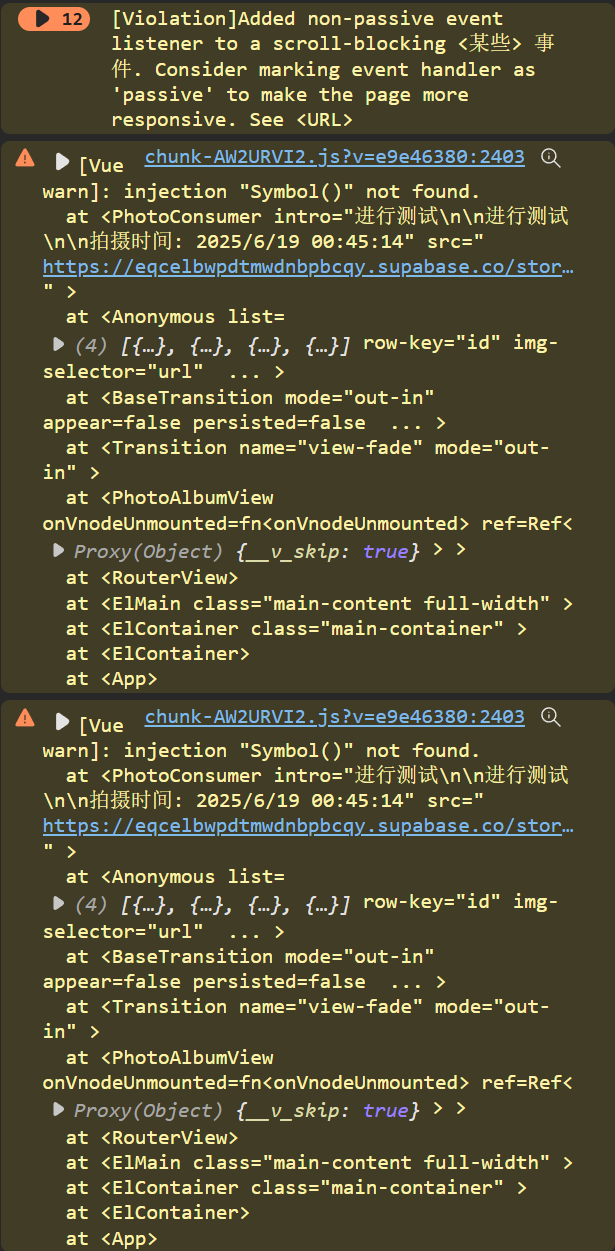 12 [Violation]Added non-passive event
listener to a scroll-blocking <某些> 事
件. Consider marking event handler as
'passive' to make the page more
responsive. See <URL>
[Vue chunk-AW2URVI2.js?v=e9e46380:2403
warn]: injection "Symbol()" not found.
at <PhotoConsumer intro="进行测试\n\n进行测试
\n\n拍摄时间: 2025/6/19 00:45:14" src="
https://eqcelbwpdtmwdnbpbcqy.supabase.co/stor…
" >
at <Anonymous list=
(4) [{…}, {…}, {…}, {…}] row-key="id" img-
selector="url" ... >
at <BaseTransition mode="out-in"
appear=false persisted=false ... >
at <Transition name="view-fade" mode="out-
in" >
at <PhotoAlbumView
onVnodeUnmounted=fn<onVnodeUnmounted> ref=Ref<
Proxy(Object) {__v_skip: true} > >
at <RouterView>
at <ElMain class="main-content full-width" >
at <ElContainer class="main-container" >
at <ElContainer>
at <App>
[Vue chunk-AW2URVI2.js?v=e9e46380:2403
warn]: injection "Symbol()" not found.
at <PhotoConsumer intro="进行测试\n\n进行测试
\n\n拍摄时间: 2025/6/19 00:45:14" src="
https://eqcelbwpdtmwdnbpbcqy.supabase.co/stor…
" >
at <Anonymous list=
(4) [{…}, {…}, {…}, {…}] row-key="id" img-
selector="url" ... >
at <BaseTransition mode="out-in"
appear=false persisted=false ... >
at <Transition name="view-fade" mode="out-
in" >
at <PhotoAlbumView
onVnodeUnmounted=fn<onVnodeUnmounted> ref=Ref<
Proxy(Object) {__v_skip: true} > >
at <RouterView>
at <ElMain class="main-content full-width" >
at <ElContainer class="main-container" >
at <ElContainer>
at <App>